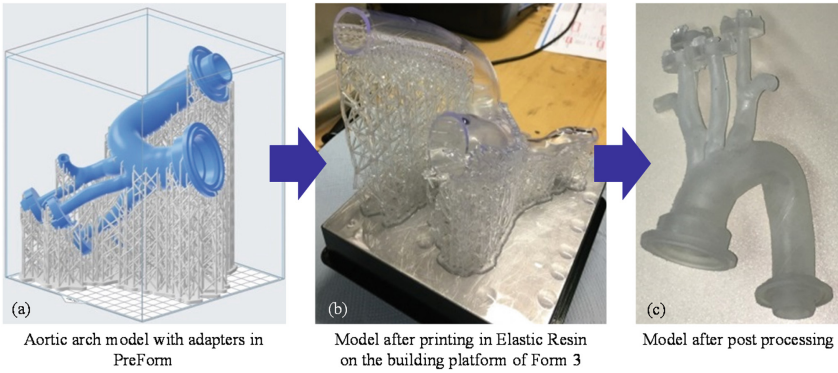 (a)
(b)
(c)
Aortic arch model with adapters in
PreForm
Model after printing in Elastic Resin
on the building platform of Form 3
Model after post processing